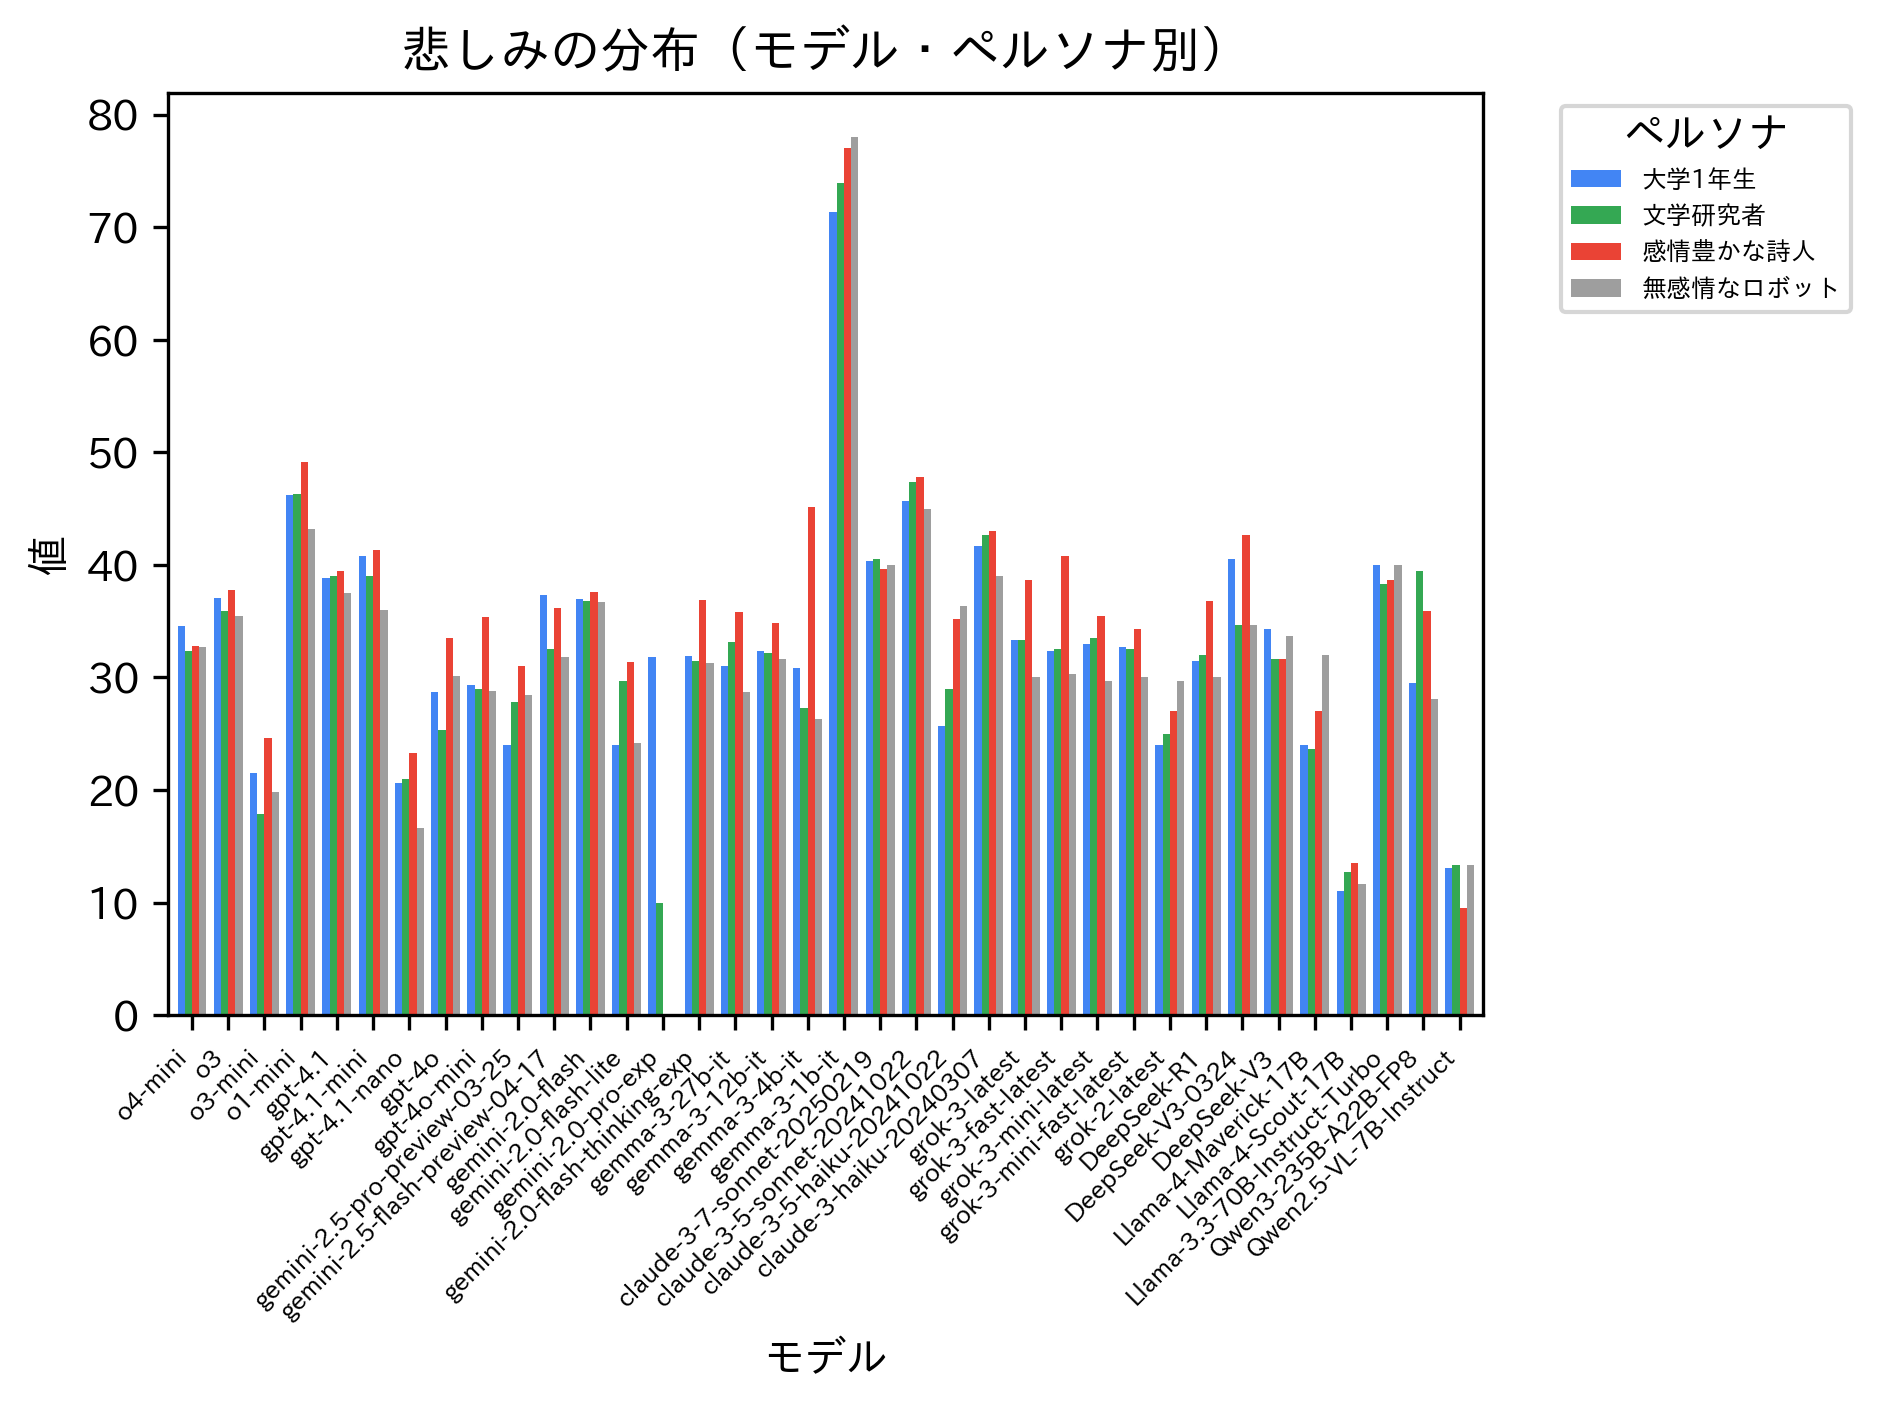 悲しみの分布（モデル・ペルソナ別）
80
70
60
50
40
30
20
10
0
値
ペルソナ
大学1年生
文学研究者
感情豊かな詩人
無感情なロボット
o4-mini
o3
o3-mini
o1-mini
gpt-4.1
gpt-4.1-mini
gpt-4.1-nano
gpt-4o
gpt-4o-mini
gemini-2.5-pro-preview-03-25
gemini-2.5-flash-preview-04-17
gemini-2.0-flash
gemini-2.0-flash-lite
gemini-2.0-pro-exp
gemini-2.0-flash-thinking-exp
gemma-3-27b-it
gemma-3-12b-it
gemma-3-4b-it
gemma-3-1b-it
claude-3-7-sonnet-20250219
claude-3-5-sonnet-20241022
claude-3-5-haiku-20241022
claude-3-haiku-20240307
grok-3-latest
grok-3-fast-latest
grok-3-mini-latest
grok-3-mini-fast-latest
grok-2-latest
DeepSeek-R1
DeepSeek-V3-0324
DeepSeek-V3
Llama-4-Maverick-17B
Llama-4-Scout-17B
Llama-3.3-70B-Instruct-Turbo
Qwen3-235B-A22B-FP8
Qwen2.5-VL-7B-Instruct
モデル